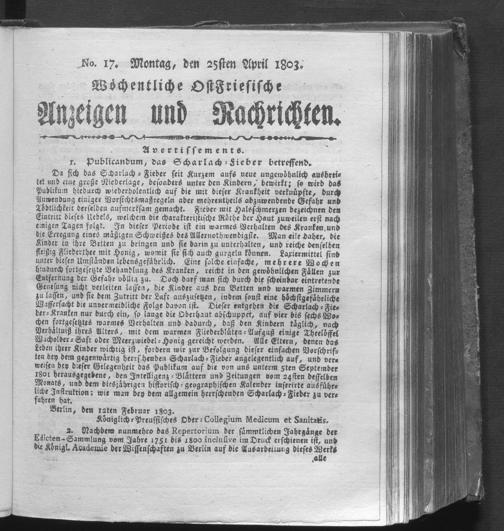 No. 17. Montag, den 25sten April 1803.
Wöchentliche Ostfriesische
Anzeigen und Nachrichten.
Avertissements.
1. Publicandum, das Scharlach-Fieber betreffend.
Da sich das Scharlach-Fieber seit Kurzem aufs neue ungewöhnlich ausbrei-
tet und eine große Niederlage, besonders unter den Kindern, bewirkt; so wird das
Publikum hiedurch wiederholentlich auf die mit dieser Krankheit verknüpfte, durch
Anwendung einiger Vorsichtsmaßregeln aber mehrentheils abzuwendende Gefahr und
Tödtlichkeit derselben aufmerksam gemacht. Fieber mit Halsschmerzen bezeichnen den
Eintritt dieses Uebels, welchem die charakteristische Röthe der Haut zuweilen erst nach
einigen Tagen folgt. In dieser Periode ist ein warmes Verhalten des Kranken und
die Erregung eines mäßigen Schweißes das Allernothwendigste. Man eile daher, die
Kinder in ihre Betten zu bringen und sie darin zu unterhalten, und reiche denselben
fleißig Fliederthee mit Honig, womit sie sich auch gurgeln können. Laxiermittel sind
unter diesen Umständen lebensgefährlich. Eine solche einfache, mehrere Wochen
hindurch fortgesetzte Behandlung des Kranken, reicht in den gewöhnlichen Fällen zur
Entfernung der Gefahr völlig zu. Doch darf man sich durch die scheinbar eintretende
Genesung nicht verleiten lassen, die Kinder aus den Betten und warmen Zimmern
zu lassen, und sie dem Zutritt der Luft auszusetzen, indem sonst eine höchstgefährliche
Wassersucht die unvermeidliche Folge davon ist. Dieser entgehen die Scharlach-Fie-
ber-Kranken nur durch ein, so lange die Oberhaut abschuppet, auf vier bis sechs Wo-
chen fortgesetztes warmes Verhalten und dadurch, daß den Kindern täglich, nach
Verhältniß ihres Alters, mit dem warmen Fliederblüten-Aufguß einige Theelöffel
Wacholder-Saft oder Meerzwiebel-Honig gereicht werden. Alle Eltern, denen das
Leben ihrer Kinder wichtig ist, fordern wir zur Befolgung dieser einfachen Vorschrif-
ten bey dem gegenwärtig herrschenden Scharlach-Fieber angelegentlich auf, und ver-
weisen bey dieser Gelegenheit das Publikum auf die von uns unterm 5ten September
1801 herausgegebene, den Intelligenz-Blättern und Zeitungen vom 24sten desselben
Monats, und dem diesjährigen historisch-geographischen Kalender inserirte ausführ-
liche Instruktion: wie man bey dem allgemein herrschenden Scharlach-Fieber zu ver-
fahren hat.
Berlin, den 12ten Februar 1803.
Königlich-Preußisches Ober-Collegium Medicum et Sanitatis.
2. Nachdem nunmehro das Repertorium der sämmtlichen Jahrgänge der
Edicten-Sammlung vom Jahre 1751 bis 1800 inclusive im Druck erschienen ist, und
die Königl. Academie der Wissenschaften zu Berlin auf die Ausarbeitung dieses Werks
alle